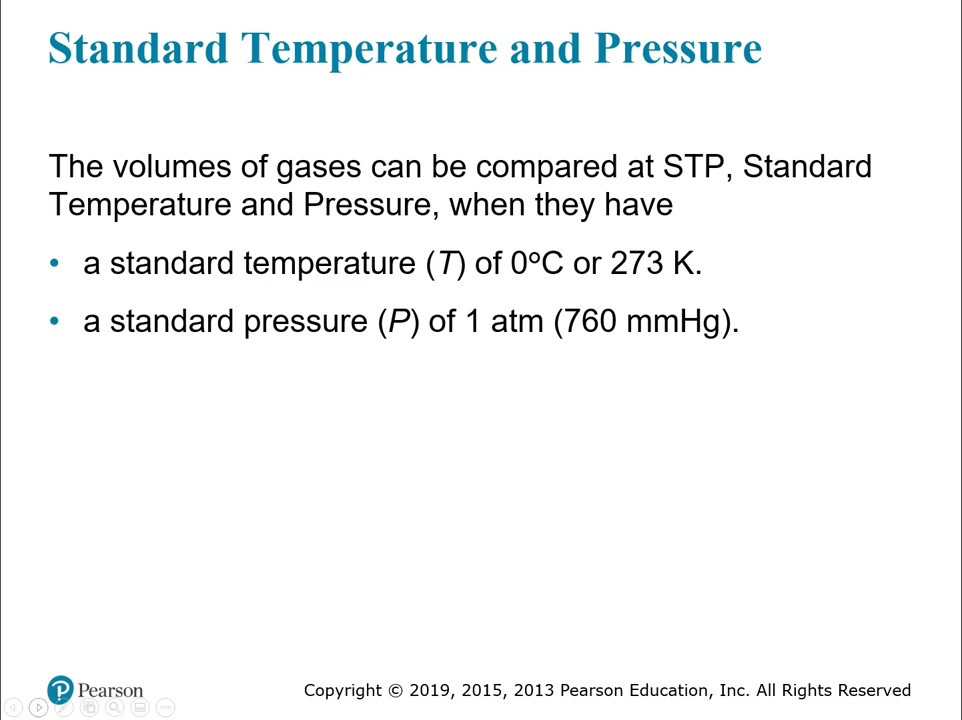 Standard Temperature and Pressure
The volumes of gases can be compared at STP, Standard
Temperature and Pressure, when they have
• a standard temperature (T) of 0°C or 273 K.
• a standard pressure (P) of 1 atm (760 mmHg).
Pearson
Copyright © 2019, 2015, 2013 Pearson Education, Inc. All Rights Reserved